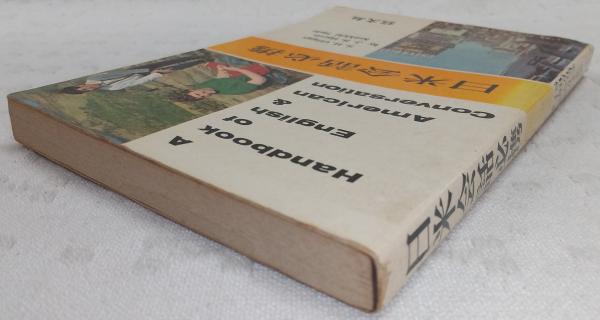 A
Handbook of
English &
American
Conversation
日米会話必携
日米会話必携